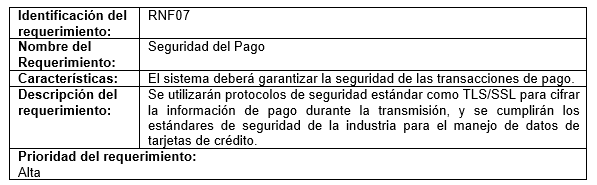 Identificación del RNF07
requerimiento:
Nombre del Seguridad del Pago
Requerimiento:
Características: El sistema deberá garantizar la seguridad de las transacciones de pago.
Descripción del Se utilizarán protocolos de seguridad estándar como TLS/SSL para cifrar
requerimiento: la información de pago durante la transmisión, y se cumplirán los
estándares de seguridad de la industria para el manejo de datos de
tarjetas de crédito.
Prioridad del requerimiento:
Alta